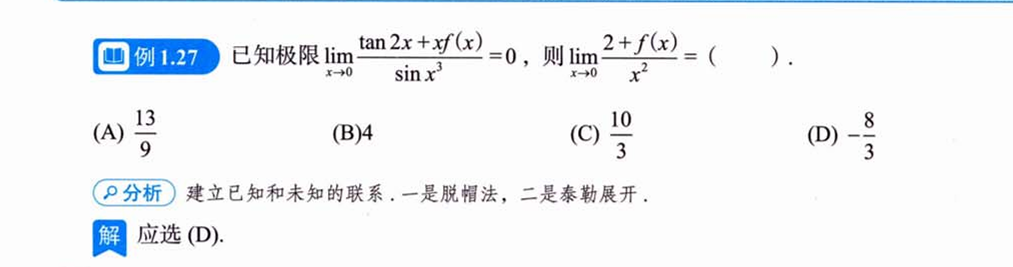 例1.27 已知极限 $\lim_{x \to 0} \frac{\tan 2x + xf(x)}{\sin x^3} = 0$，则 $\lim_{x \to 0} \frac{2 + f(x)}{x^2}$ = (    ).
(A) $\frac{13}{9}$ (B)4 (C) $\frac{10}{3}$ (D) $-\frac{8}{3}$
分析 建立已知和未知的联系.一是脱帽法，二是泰勒展开.
解 应选 (D).